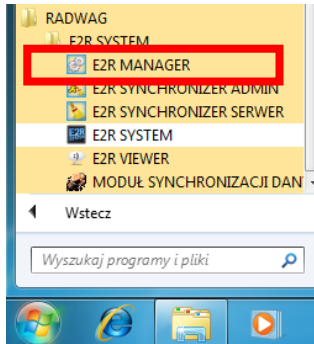 RADWAG
E2R SYSTEM
E2R MANAGER
E2R SYNCHRONIZER ADMIN
E2R SYNCHRONIZER SERWER
E2R SYSTEM
E2R VIEWER
MODUŁ SYNCHRONIZACJI DAN
Wstecz
Wyszukaj programy i pliki